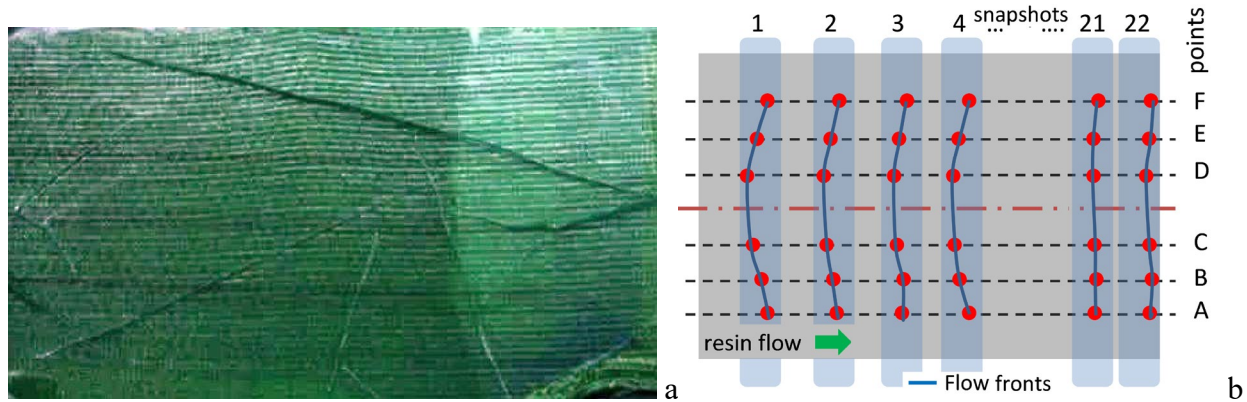 snapshots
1 2 3 4 ... .... 21 22
points
F
E
D
C
B
A
resin flow
Flow fronts
a
b